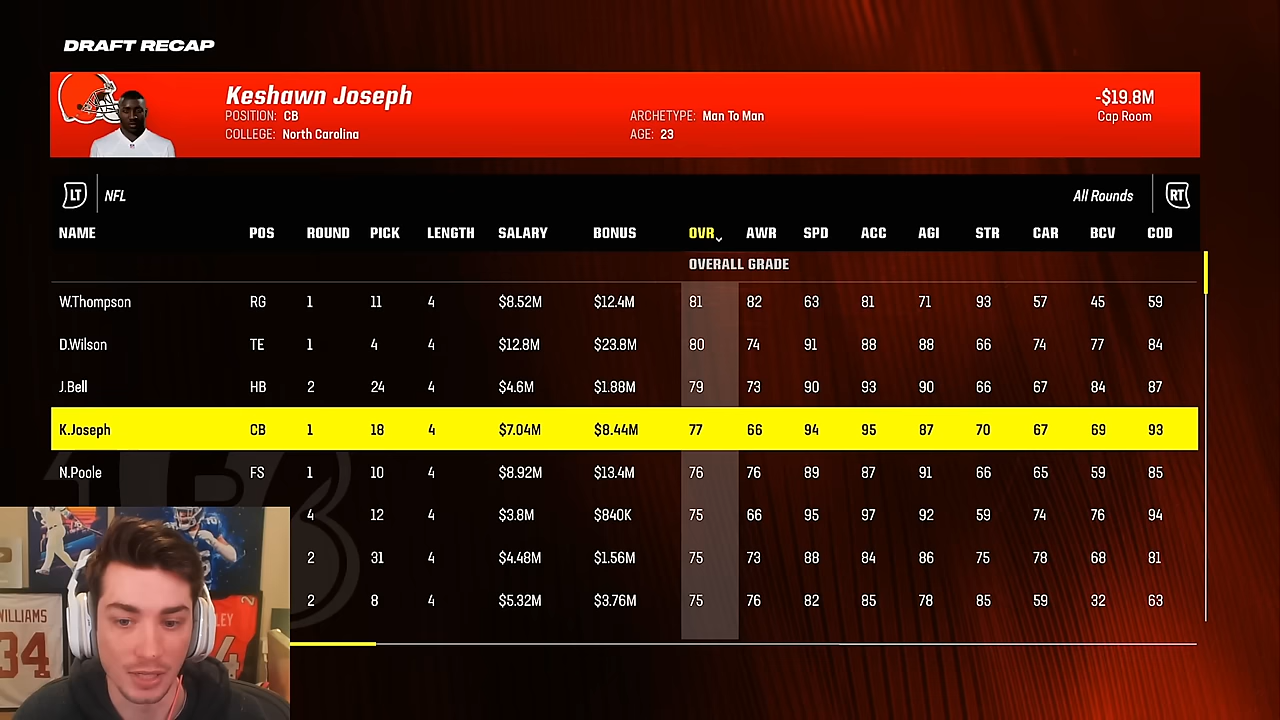 DRAFT RECAP
Keshawn Joseph
POSITION: CB
COLLEGE: North Carolina
ARCHETYPE: Man To Man
AGE: 23
-$19.8M
Cap Room
LT NFL All Rounds RT
NAME POS ROUND PICK LENGTH SALARY BONUS OVR AWR SPD ACC AGI STR CAR BCV COD
OVERALL GRADE
W.Thompson RG 1 11 4 $8.52M $12.4M 81 82 63 81 71 93 57 45 59
D.Wilson TE 1 4 4 $12.8M $23.8M 80 74 91 88 88 66 74 77 84
J.Bell HB 2 24 4 $4.6M $1.88M 79 73 90 93 90 66 67 84 87
K.Joseph CB 1 18 4 $7.04M $8.44M 77 66 94 95 87 70 67 69 93
N.Poole FS 1 10 4 $8.92M $13.4M 76 76 89 87 91 66 65 59 85
4 12 4 $3.8M $840K 75 66 95 97 92 59 74 76 94
2 31 4 $4.48M $1.56M 75 73 88 84 86 75 78 68 81
2 8 4 $5.32M $3.76M 75 76 82 85 78 85 59 32 63
WILLIAMS
34
LEY
4